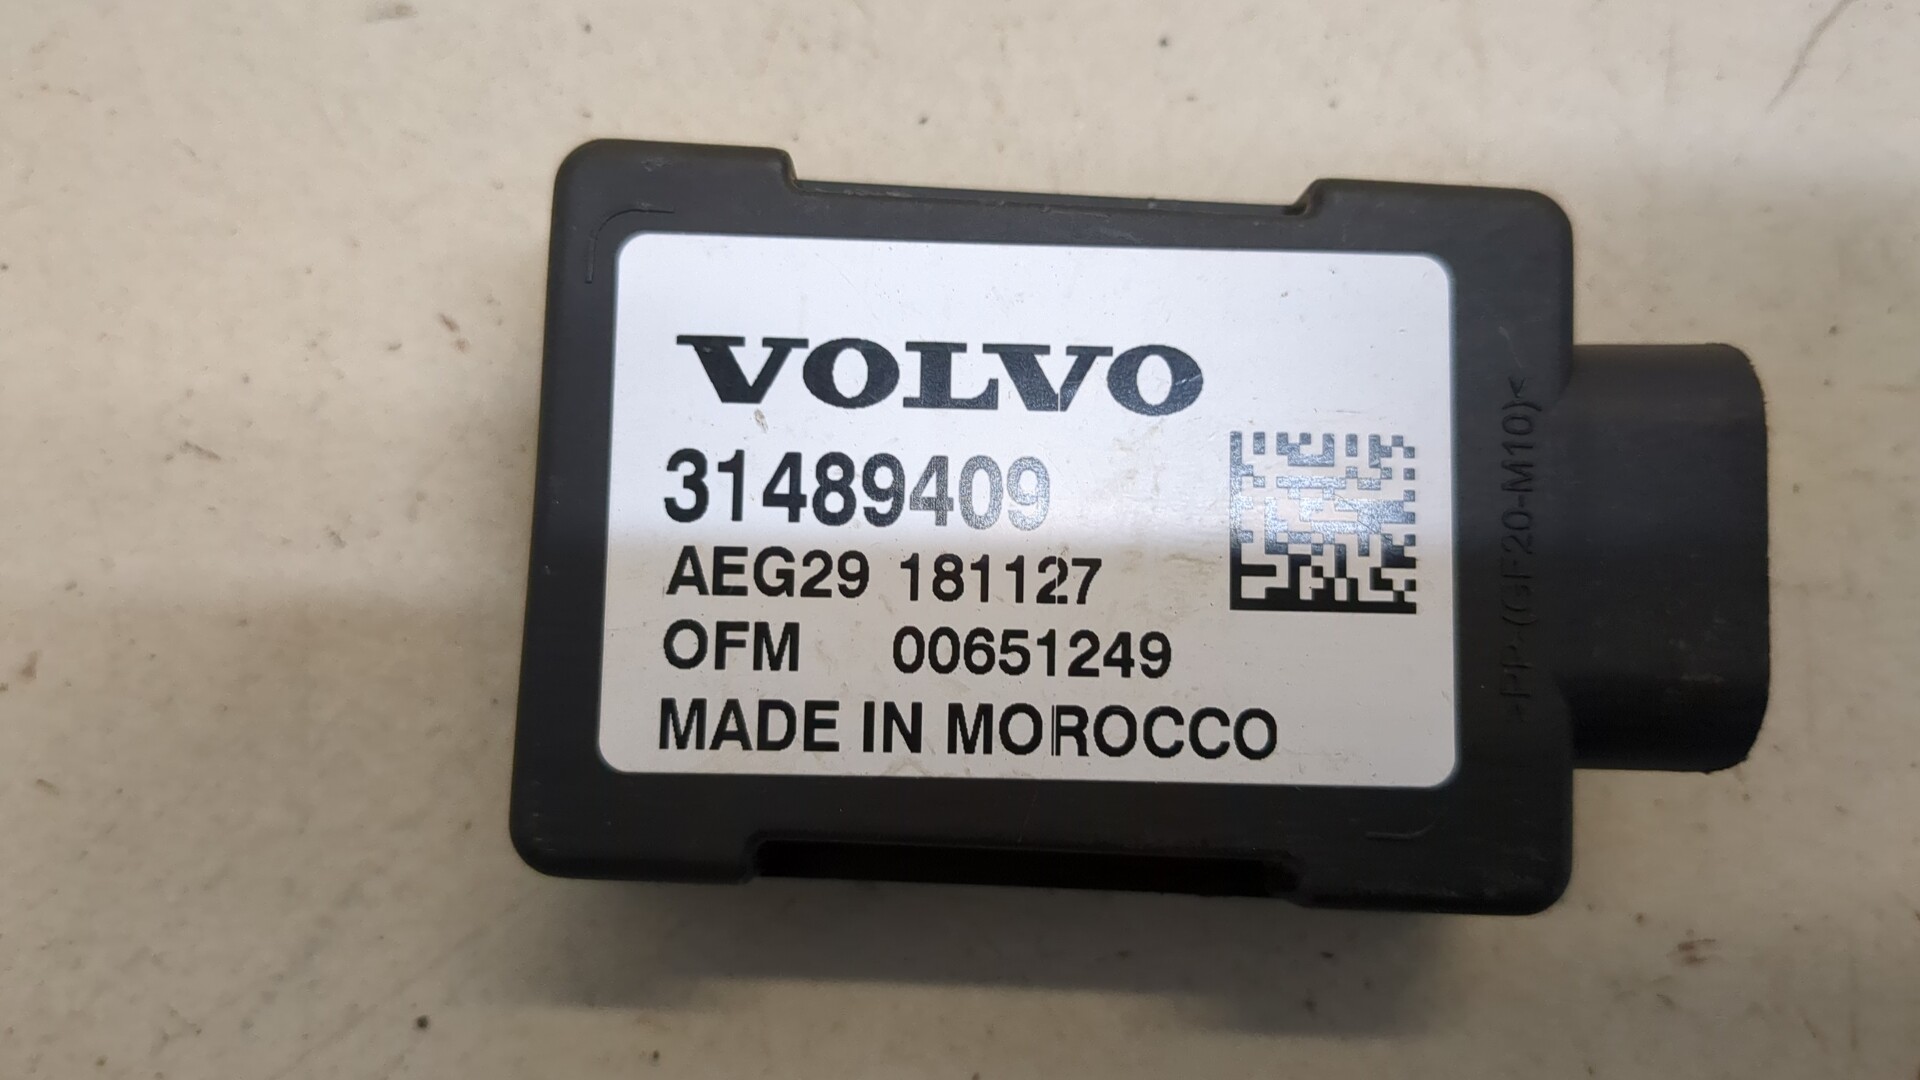 VOLVO
31489409
AEG29 181127
OFM 00651249
MADE IN MOROCCO
>PP-(GF20-M10)<